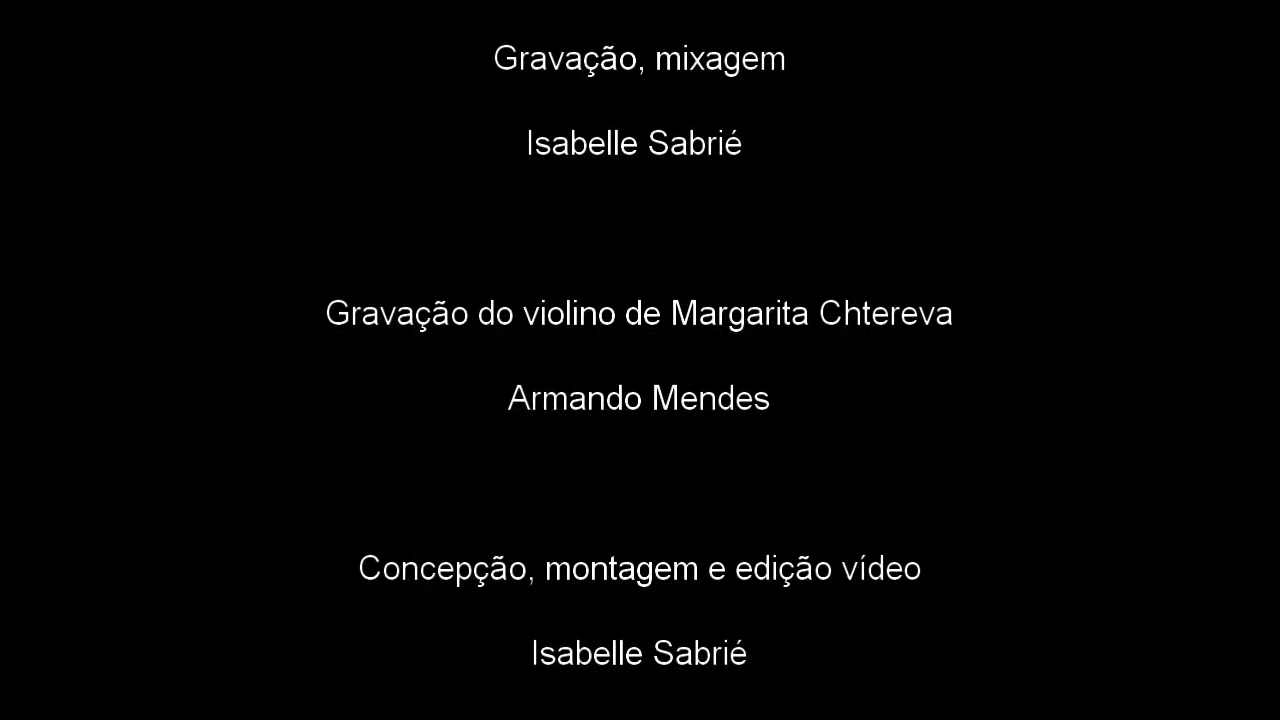 Gravação, mixagem
Isabelle Sabrié
Gravação do violino de Margarita Chtereva
Armando Mendes
Concepção, montagem e edição vídeo
Isabelle Sabrié